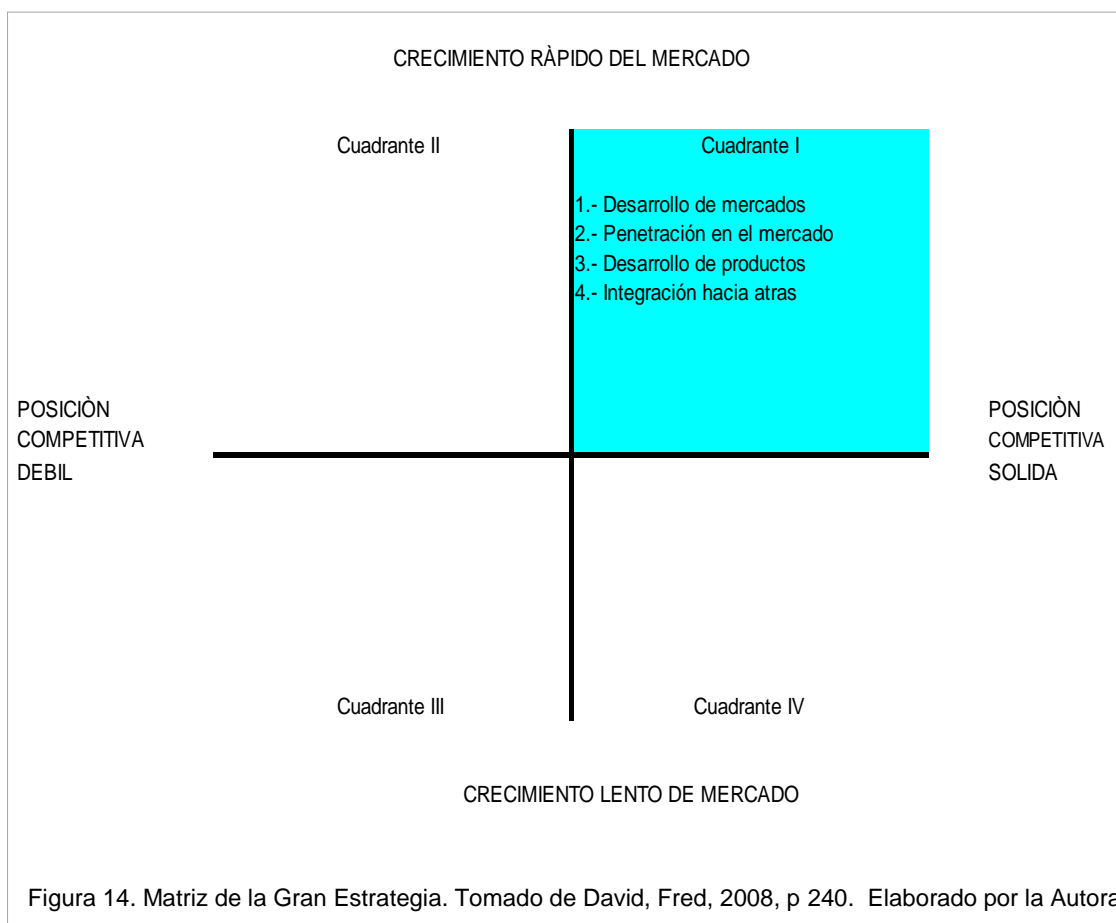 CRECIMIENTO RÀPIDO DEL MERCADO
Cuadrante II
Cuadrante I
1.- Desarrollo de mercados
2.- Penetración en el mercado
3.- Desarrollo de productos
4.- Integración hacia atras
POSICIÒN
COMPETITIVA
DEBIL
POSICIÒN
COMPETITIVA
SOLIDA
Cuadrante III
Cuadrante IV
CRECIMIENTO LENTO DE MERCADO
Figura 14. Matriz de la Gran Estrategia. Tomado de David, Fred, 2008, p 240. Elaborado por la Autora